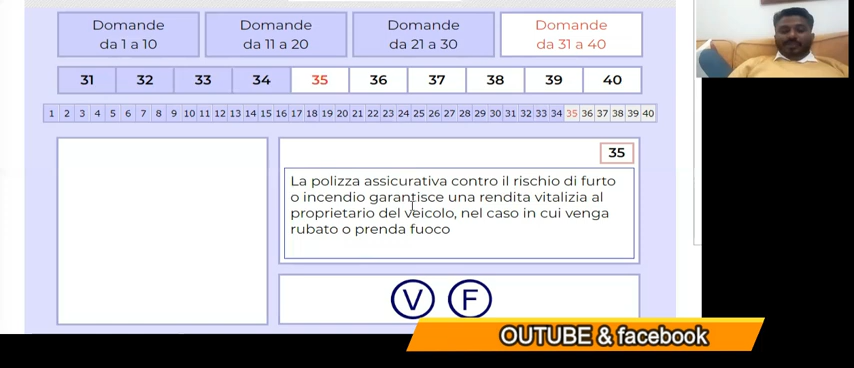 Domande
da 1 a 10
Domande
da 11 a 20
Domande
da 21 a 30
Domande
da 31 a 40
31 32 33 34 35 36 37 38 39 40
1 2 3 4 5 6 7 8 9 10 11 12 13 14 15 16 17 18 19 20 21 22 23 24 25 26 27 28 29 30 31 32 33 34 35 36 37 38 39 40
35
La polizza assicurativa contro il rischio di furto
o incendio garantisce una rendita vitalizia al
proprietario del veicolo, nel caso in cui venga
rubato o prenda fuoco
V F
OUTUBE & facebook